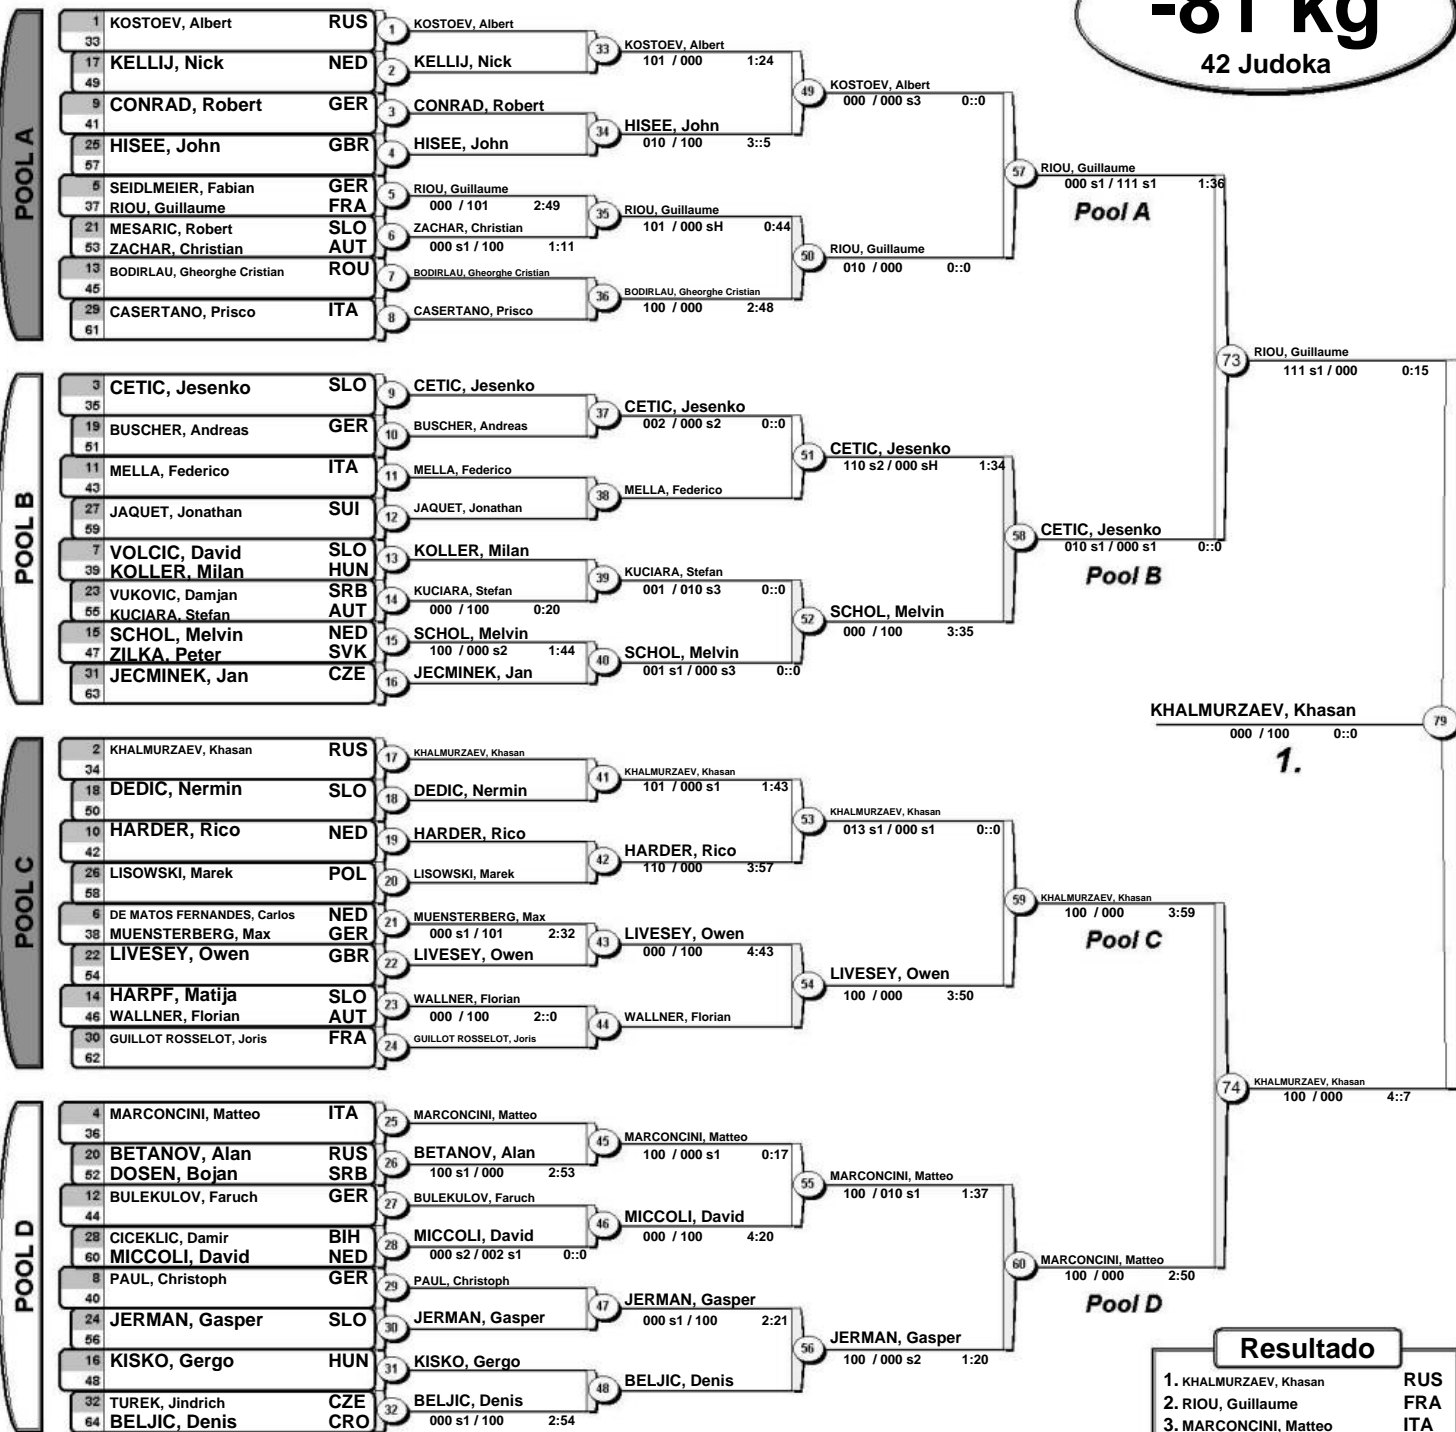 -81 kg
42 Judoka
POOL A
1 KOSTOEV, Albert RUS
33
17 KELLIJ, Nick NED
49
9 CONRAD, Robert GER
41
25 HISEE, John GBR
57
5 SEIDLMEIER, Fabian GER
37 RIOU, Guillaume FRA
21 MESARIC, Robert SLO
53 ZACHAR, Christian AUT
13 BODIRLAU, Gheorghe Cristian ROU
45
29 CASERTANO, Prisco ITA
61
1 KOSTOEV, Albert
2 KELLIJ, Nick
3 CONRAD, Robert
4 HISEE, John
5 RIOU, Guillaume
000 / 101 2:49
6 ZACHAR, Christian
000 s1 / 100 1:11
7 BODIRLAU, Gheorghe Cristian
8 CASERTANO, Prisco
33 KOSTOEV, Albert
101 / 000 1:24
34 HISEE, John
010 / 100 3::5
35 RIOU, Guillaume
101 / 000 sH 0:44
36 BODIRLAU, Gheorghe Cristian
100 / 000 2:48
49 KOSTOEV, Albert
000 / 000 s3 0::0
50 RIOU, Guillaume
010 / 000 0::0
57 RIOU, Guillaume
000 s1 / 111 s1 1:36
Pool A
POOL B
3 CETIC, Jesenko SLO
35
19 BUSCHER, Andreas GER
51
11 MELLA, Federico ITA
43
27 JAQUET, Jonathan SUI
59
7 VOLCIC, David SLO
39 KOLLER, Milan HUN
23 VUKOVIC, Damjan SRB
55 KUCIARA, Stefan AUT
15 SCHOL, Melvin NED
47 ZILKA, Peter SVK
31 JECMINEK, Jan CZE
63
9 CETIC, Jesenko
10 BUSCHER, Andreas
11 MELLA, Federico
12 JAQUET, Jonathan
13 KOLLER, Milan
14 KUCIARA, Stefan
000 / 100 0:20
15 SCHOL, Melvin
100 / 000 s2 1:44
16 JECMINEK, Jan
37 CETIC, Jesenko
002 / 000 s2 0::0
38 MELLA, Federico
39 KUCIARA, Stefan
001 / 010 s3 0::0
40 SCHOL, Melvin
001 s1 / 000 s3 0::0
51 CETIC, Jesenko
110 s2 / 000 sH 1:34
52 SCHOL, Melvin
000 / 100 3:35
58 CETIC, Jesenko
010 s1 / 000 s1 0::0
Pool B
73 RIOU, Guillaume
111 s1 / 000 0:15
KHALMURZAEV, Khasan 79
000 / 100 0::0
1.
POOL C
2 KHALMURZAEV, Khasan RUS
34
18 DEDIC, Nermin SLO
50
10 HARDER, Rico NED
42
26 LISOWSKI, Marek POL
58
6 DE MATOS FERNANDES, Carlos NED
38 MUENSTERBERG, Max GER
22 LIVESEY, Owen GBR
54
14 HARPF, Matija SLO
46 WALLNER, Florian AUT
30 GUILLOT ROSSELOT, Joris FRA
62
17 KHALMURZAEV, Khasan
18 DEDIC, Nermin
19 HARDER, Rico
20 LISOWSKI, Marek
21 MUENSTERBERG, Max
000 s1 / 101 2:32
22 LIVESEY, Owen
23 WALLNER, Florian
000 / 100 2::0
24 GUILLOT ROSSELOT, Joris
41 KHALMURZAEV, Khasan
101 / 000 s1 1:43
42 HARDER, Rico
110 / 000 3:57
43 LIVESEY, Owen
000 / 100 4:43
44 WALLNER, Florian
53 KHALMURZAEV, Khasan
013 s1 / 000 s1 0::0
54 LIVESEY, Owen
100 / 000 3:50
59 KHALMURZAEV, Khasan
100 / 000 3:59
Pool C
POOL D
4 MARCONCINI, Matteo ITA
36
20 BETANOV, Alan RUS
52 DOSEN, Bojan SRB
12 BULEKULOV, Faruch GER
44
28 CICEKLIC, Damir BIH
60 MICCOLI, David NED
8 PAUL, Christoph GER
40
24 JERMAN, Gasper SLO
56
16 KISKO, Gergo HUN
48
32 TUREK, Jindrich CZE
64 BELJIC, Denis CRO
25 MARCONCINI, Matteo
26 BETANOV, Alan
100 s1 / 000 2:53
27 BULEKULOV, Faruch
28 MICCOLI, David
000 s2 / 002 s1 0::0
29 PAUL, Christoph
30 JERMAN, Gasper
31 KISKO, Gergo
32 BELJIC, Denis
000 s1 / 100 2:54
45 MARCONCINI, Matteo
100 / 000 s1 0:17
46 MICCOLI, David
000 / 100 4:20
47 JERMAN, Gasper
000 s1 / 100 2:21
48 BELJIC, Denis
55 MARCONCINI, Matteo
100 / 010 s1 1:37
56 JERMAN, Gasper
100 / 000 s2 1:20
60 MARCONCINI, Matteo
100 / 000 2:50
Pool D
74 KHALMURZAEV, Khasan
100 / 000 4::7
Resultado
1. KHALMURZAEV, Khasan RUS
2. RIOU, Guillaume FRA
3. MARCONCINI, Matteo ITA